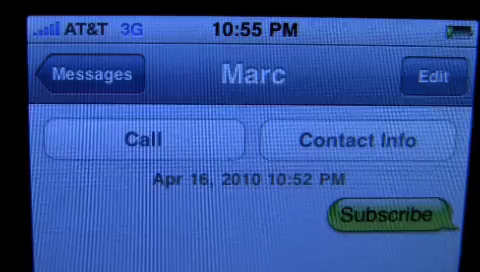 AT&T 3G 10:55 PM
Messages Marc Edit
Call Contact Info
Apr 16, 2010 10:52 PM
Subscribe